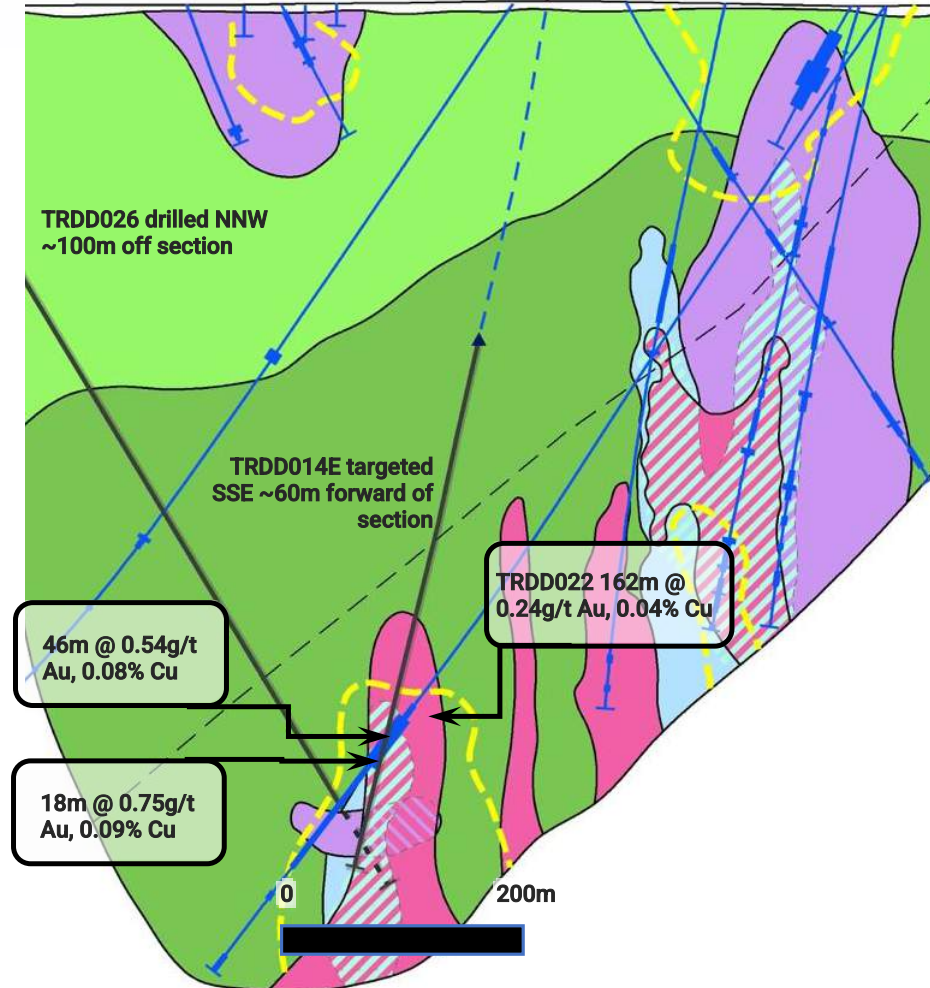 TRDD026 drilled NNW
~100m off section
TRDD014E targeted
SSE ~60m forward of
section
TRDD022 162m @
0.24g/t Au, 0.04% Cu
46m @ 0.54g/t
Au, 0.08% Cu
18m @ 0.75g/t
Au, 0.09% Cu
0
200m